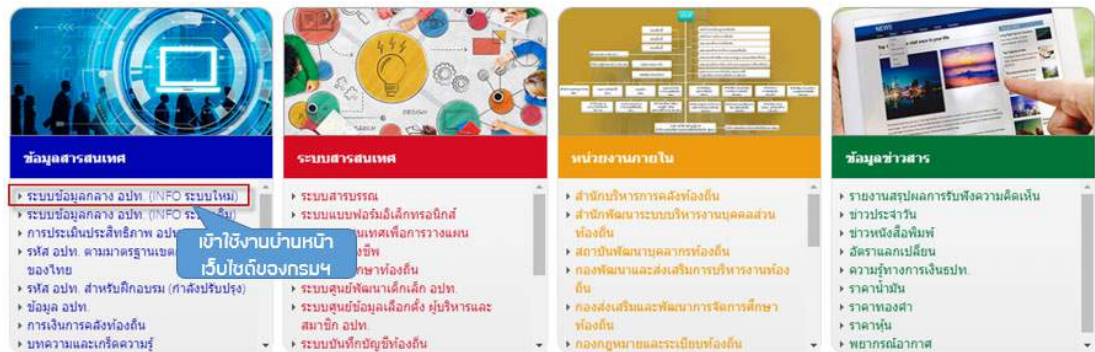 ข้อมูลสารสนเทศ
ระบบข้อมูลกลาง อปท. (INFO ระบบใหม่)
ระบบข้อมูลกลาง อปท. (INFO
การประเมินประสิทธิภาพ
รหัส อปท. ตามมาตรฐานเขต
ของไทย
รหัส อปท. สำหรับฝึกอบรม (กำลังปรับปรุง)
ข้อมูล อปท.
การเงินการคลังท้องถิ่น
บทความและเกร็ดความรู้
เข้าใช้งานผ่านหน้า
เว็บไซต์ของกรมฯ
ระบบสารสนเทศ
ระบบสารบรรณ
ระบบแบบฟอร์มอิเล็กทรอนิกส์
เพื่อการวางแผน
ท้องถิ่น
ระบบศูนย์พัฒนาเด็กเล็ก อปท.
ระบบศูนย์ข้อมูลเลือกตั้ง ผู้บริหารและ
สมาชิก อปท.
ระบบบันทึกบัญชีท้องถิ่น
หน่วยงานภายใน
สำนักบริหารการคลังท้องถิ่น
สำนักพัฒนาระบบบริหารงานบุคคลส่วน
ท้องถิ่น
สถาบันพัฒนาบุคลากรท้องถิ่น
กองพัฒนาและส่งเสริมการบริหารงานท้อง
ถิ่น
กองส่งเสริมและพัฒนาการจัดการศึกษา
ท้องถิ่น
กองกฎหมายและระเบียบท้องถิ่น
NEWS
ข้อมูลข่าวสาร
รายงานสรุปผลการรับฟังความคิดเห็น
ข่าวประจำวัน
ข่าวหนังสือพิมพ์
อัตราแลกเปลี่ยน
ความรู้ทางการเงินธปท.
ราคาน้ำมัน
ราคาทองคำ
ราคาหุ้น
พยากรณ์อากาศ